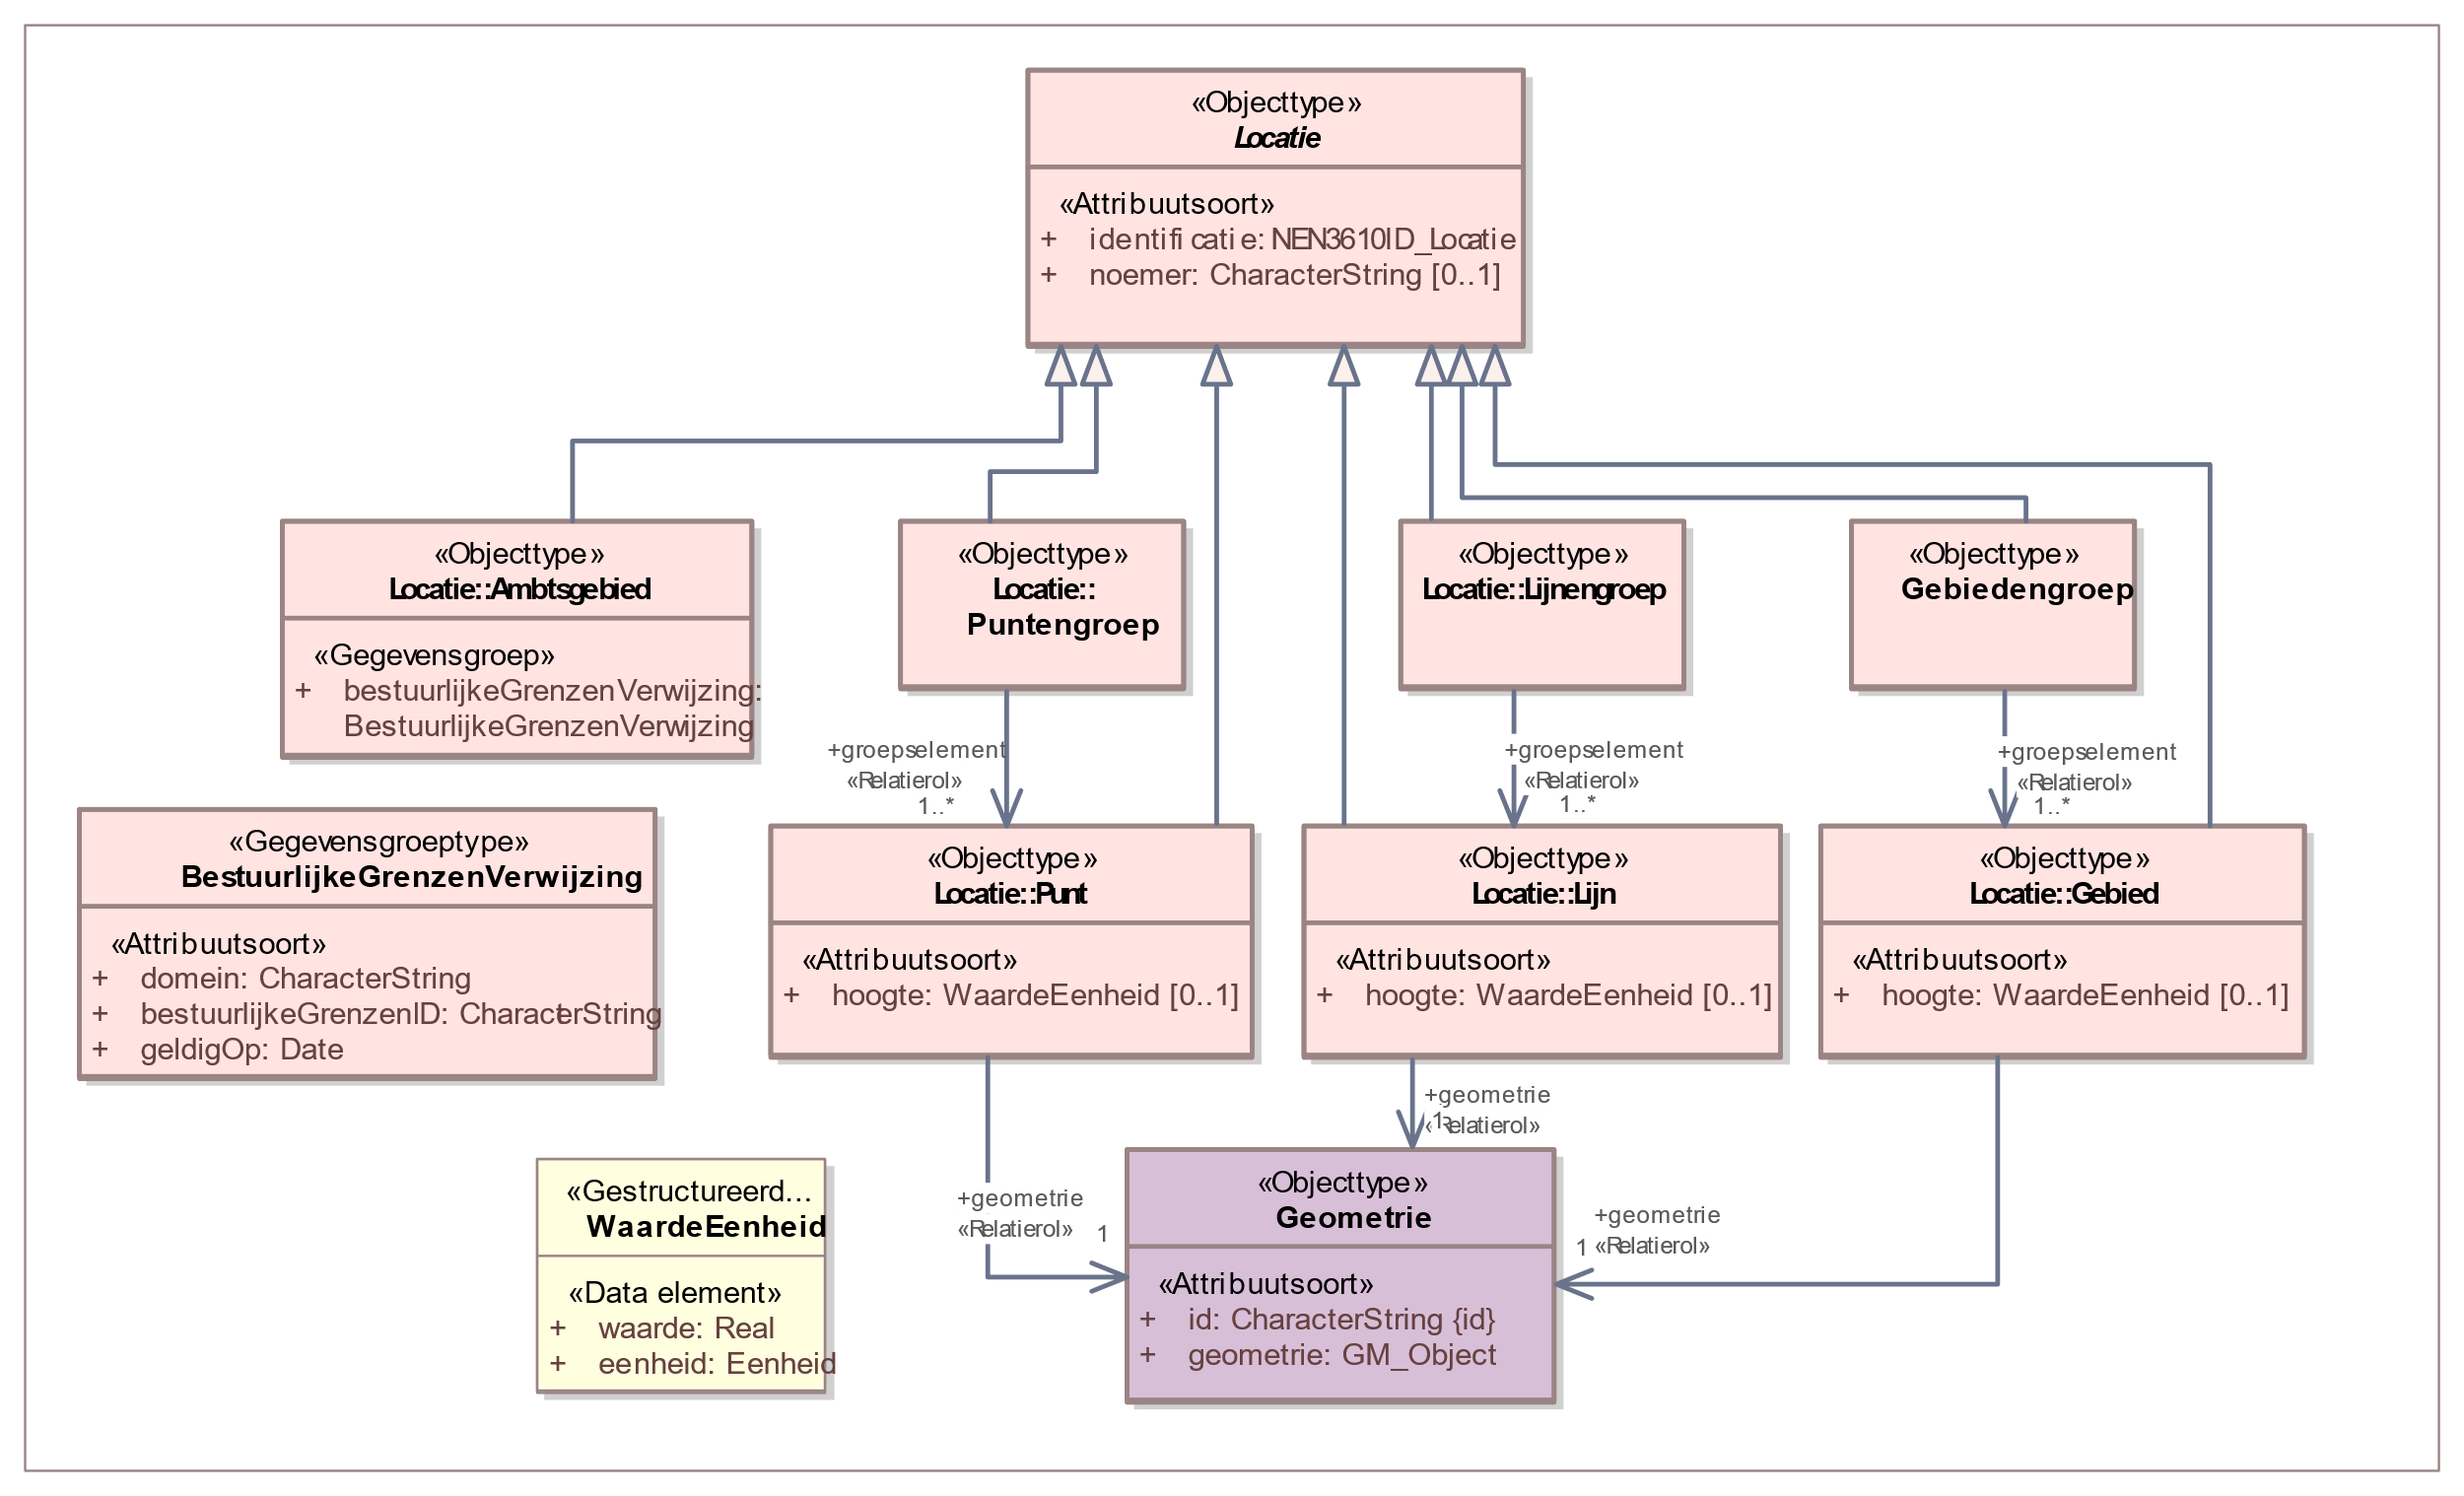 «Objecttype»
Locatie
«Attribuutsoort»
+ identificatie: NEN3610ID_Locatie
+ noemer: CharacterString [0..1]
«Objecttype»
Locatie::Ambtsgebied
«Gegevensgroep»
+ bestuurlijkeGrenzenVerwijzing:
BestuurlijkeGrenzenVerwijzing
«Objecttype»
Locatie::
Puntengroep
«Objecttype»
Locatie::Lijnengroep
«Objecttype»
Gebiedengroep
+groepselement
«Relatierol»
1..*
+groepselement
«Relatierol»
1..*
+groepselement
«Relatierol»
1..*
«Gegevensgroeptype»
BestuurlijkeGrenzenVerwijzing
«Attribuutsoort»
+ domein: CharacterString
+ bestuurlijkeGrenzenID: CharacterString
+ geldigOp: Date
«Objecttype»
Locatie::Punt
«Attribuutsoort»
+ hoogte: WaardeEenheid [0..1]
«Objecttype»
Locatie::Lijn
«Attribuutsoort»
+ hoogte: WaardeEenheid [0..1]
«Objecttype»
Locatie::Gebied
«Attribuutsoort»
+ hoogte: WaardeEenheid [0..1]
+geometrie
1
«Relatierol»
+geometrie
«Relatierol»
1
+geometrie
«Relatierol»
1
«Gestructureerd...
WaardeEenheid
«Data element»
+ waarde: Real
+ eenheid: Eenheid
«Objecttype»
Geometrie
«Attribuutsoort»
+ id: CharacterString {id}
+ geometrie: GM_Object